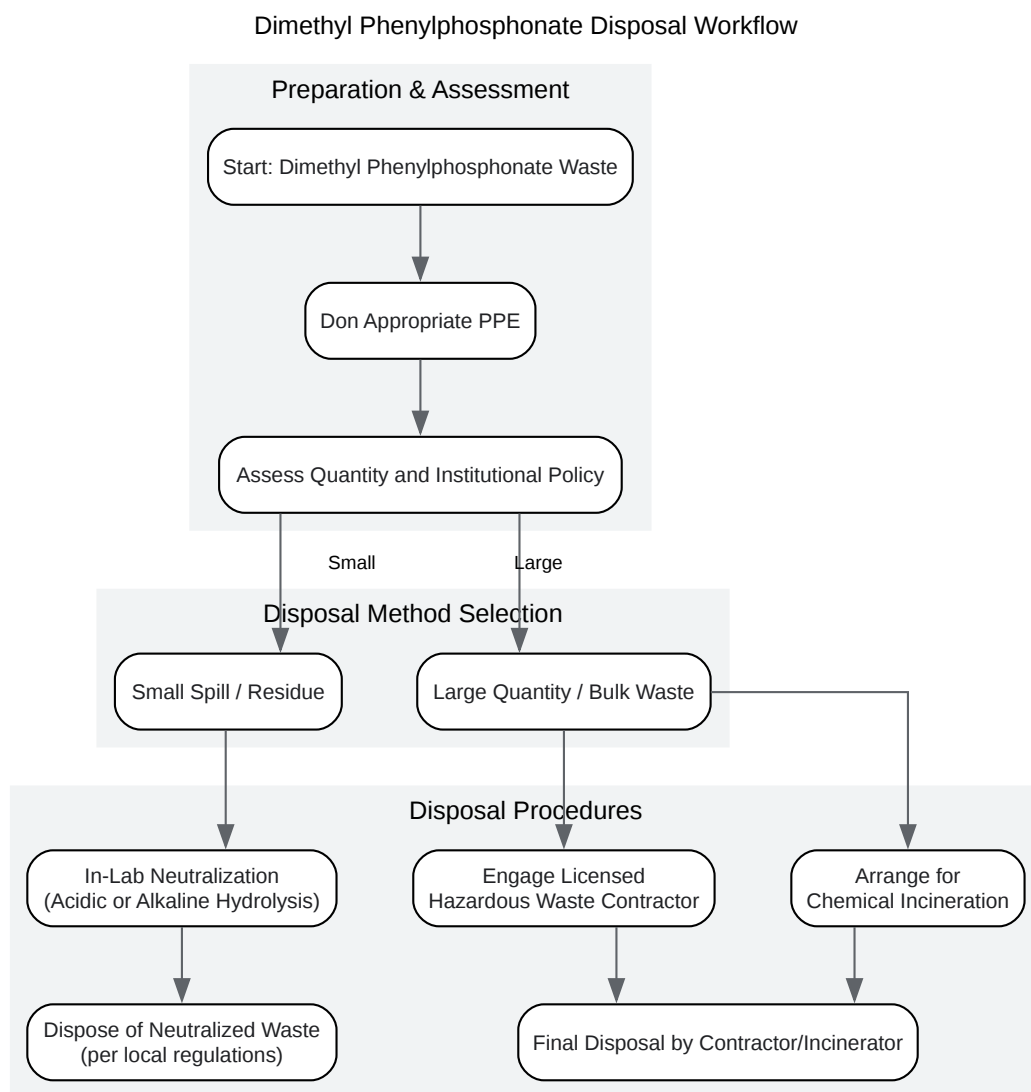 Dimethyl Phenylphosphonate Disposal Workflow
Preparation & Assessment
Start: Dimethyl Phenylphosphonate Waste
Don Appropriate PPE
Assess Quantity and Institutional Policy
Small
Large
Disposal Method Selection
Small Spill / Residue
Large Quantity / Bulk Waste
Disposal Procedures
In-Lab Neutralization
(Acidic or Alkaline Hydrolysis)
Engage Licensed
Hazardous Waste Contractor
Arrange for
Chemical Incineration
Dispose of Neutralized Waste
(per local regulations)
Final Disposal by Contractor/Incinerator